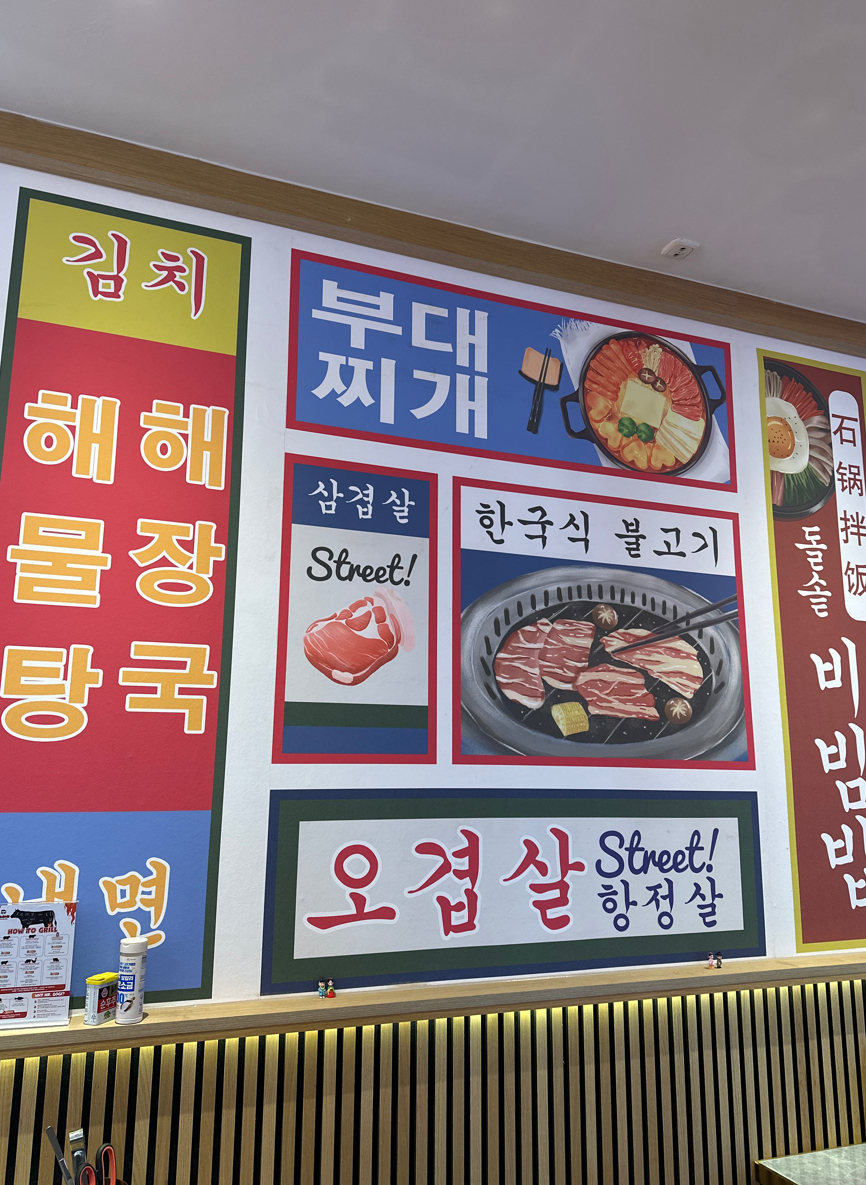 김치
해물탕
해장국
냉면
부대
찌개
삼겹살
Street!
한국식 불고기
오겹살
Street!
항정살
石锅拌饭
돌솥
비빔밥
HOW TO GRILL